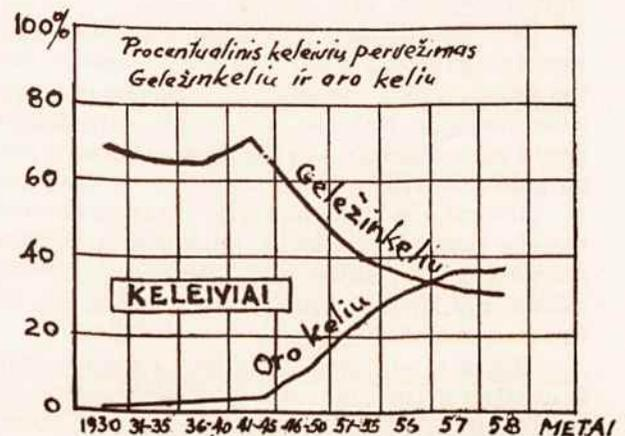 100%
Procentualinis keleivių pervežimas
Geležinkeliu ir oro keliu
80
60
Geležinkeliu
40
KELEIVIAI
20
Oro keliu
0
1930 31-35 36-40 41-45 46-50 51-55 56 57 58 METAI